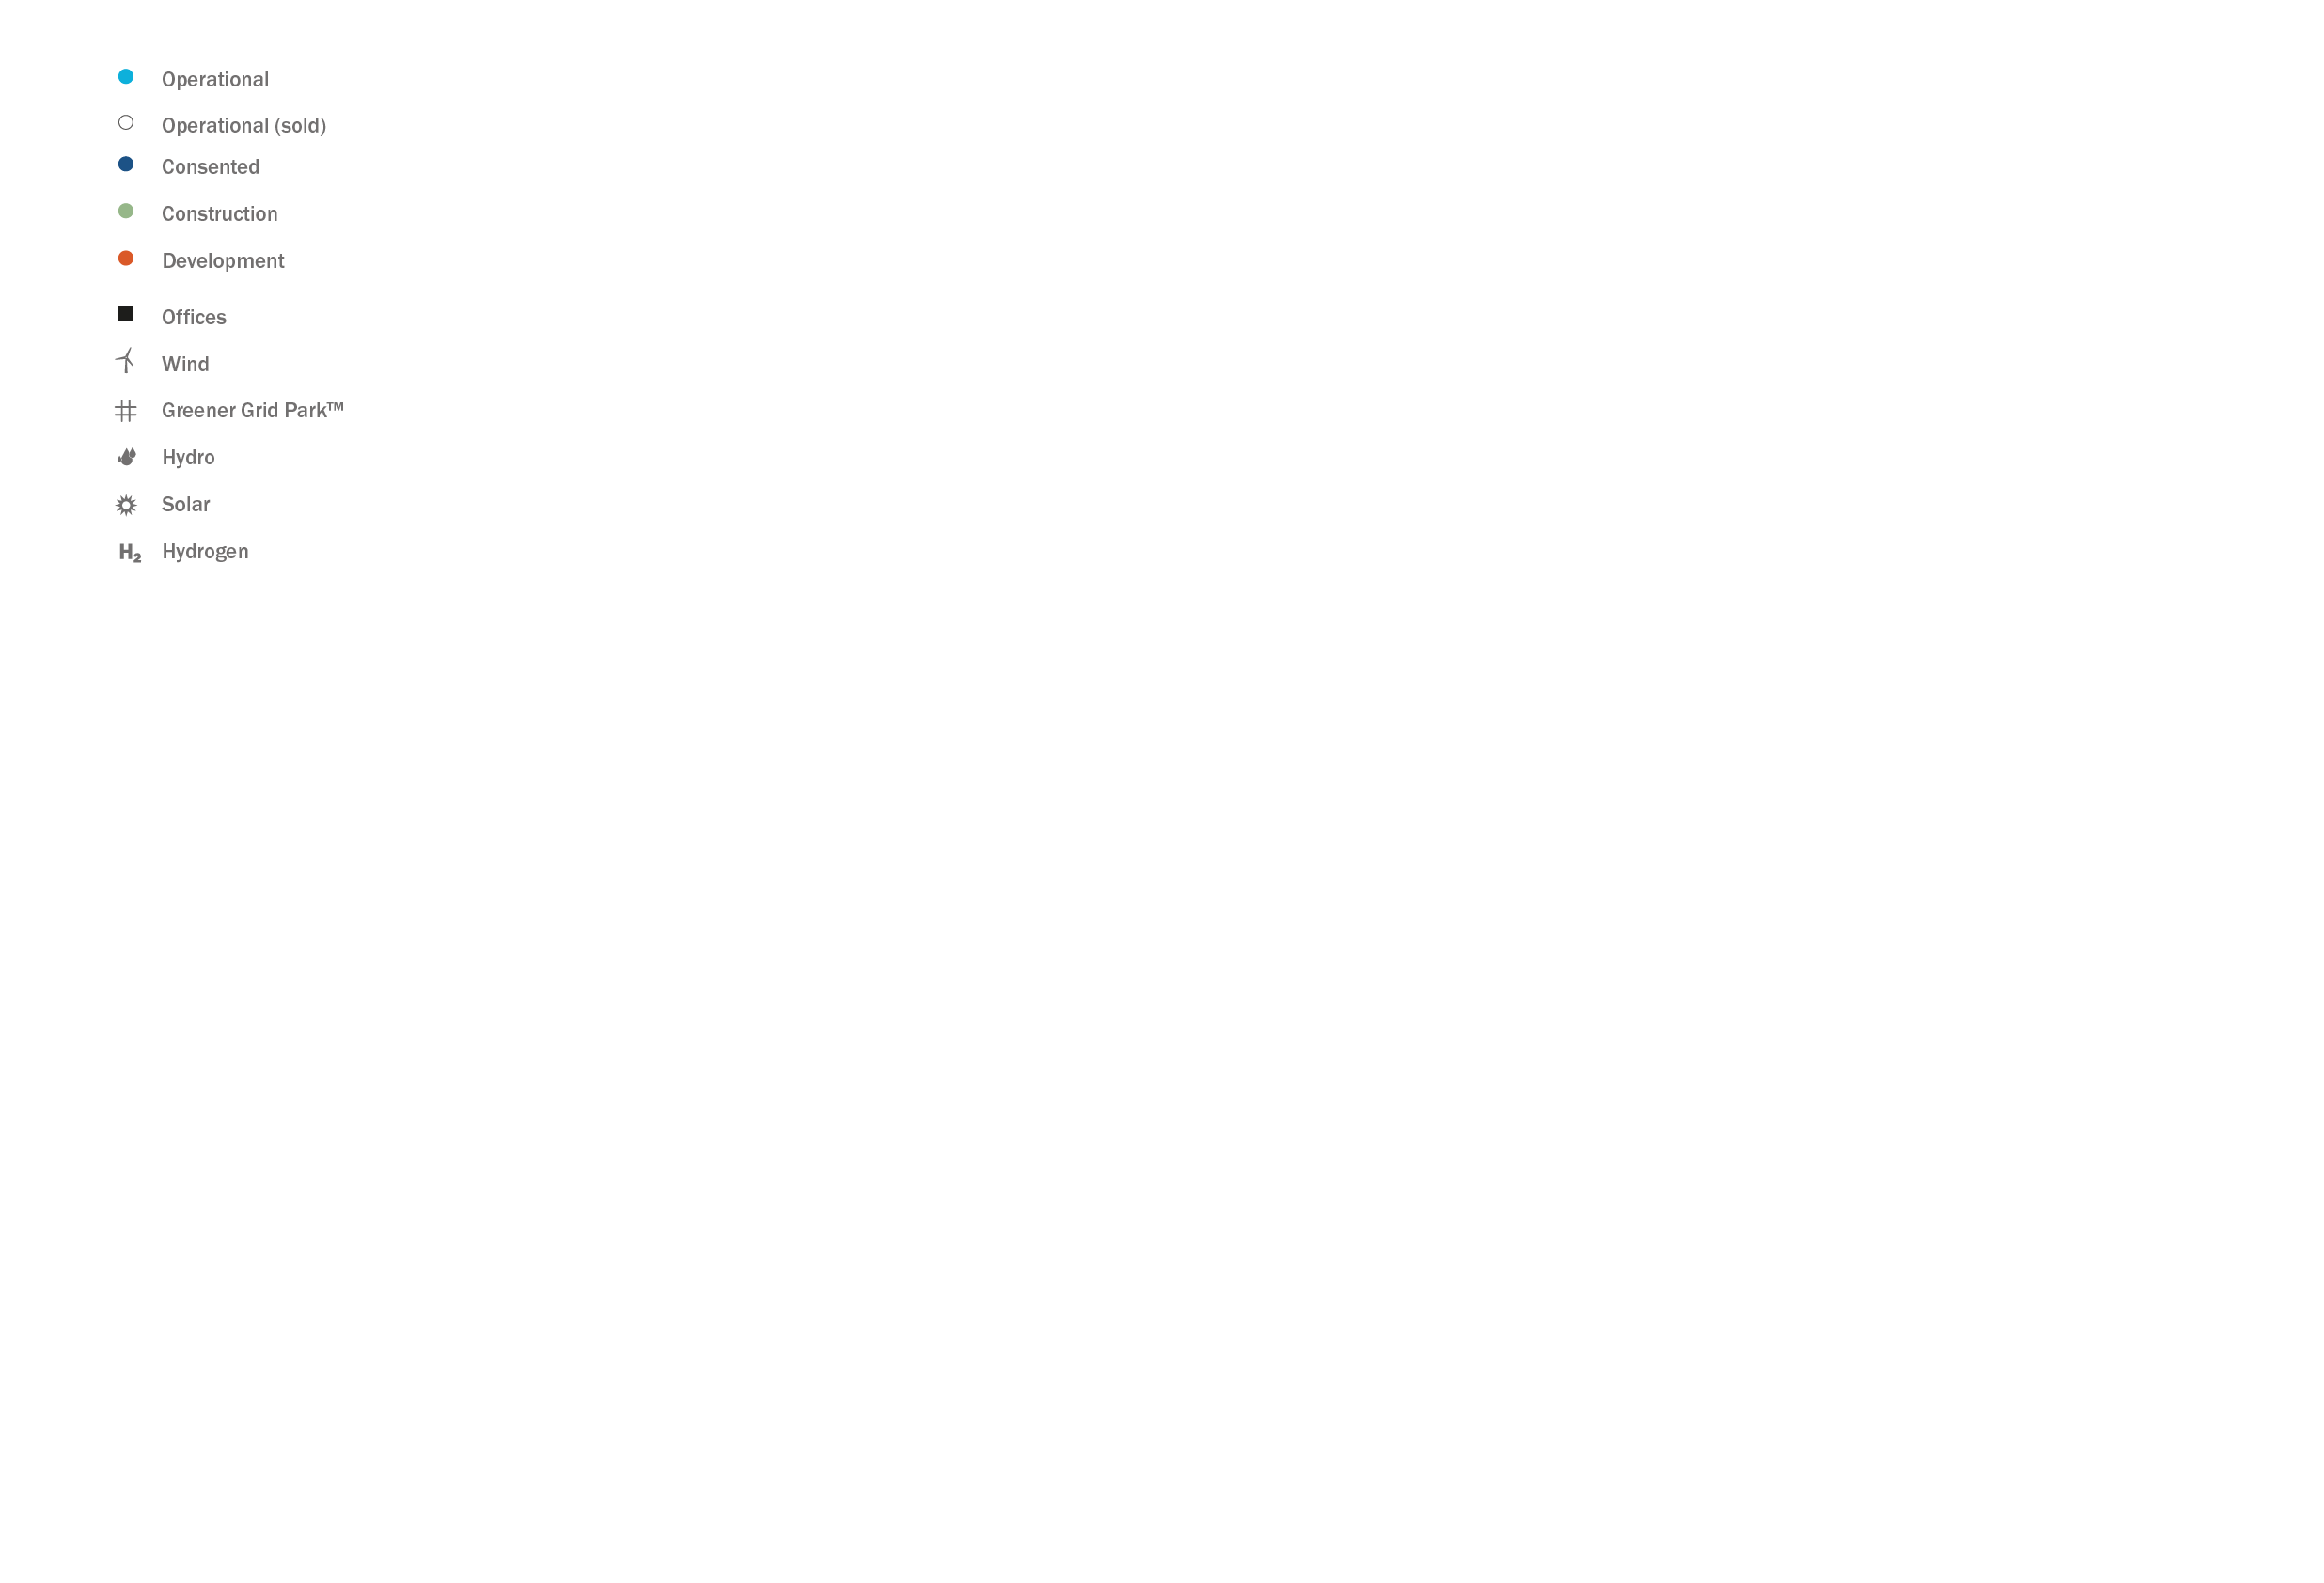 Operational
Operational (sold)
Consented
Construction
Development
Offices
Wind
Greener Grid Park™
Hydro
Solar
H₂ Hydrogen